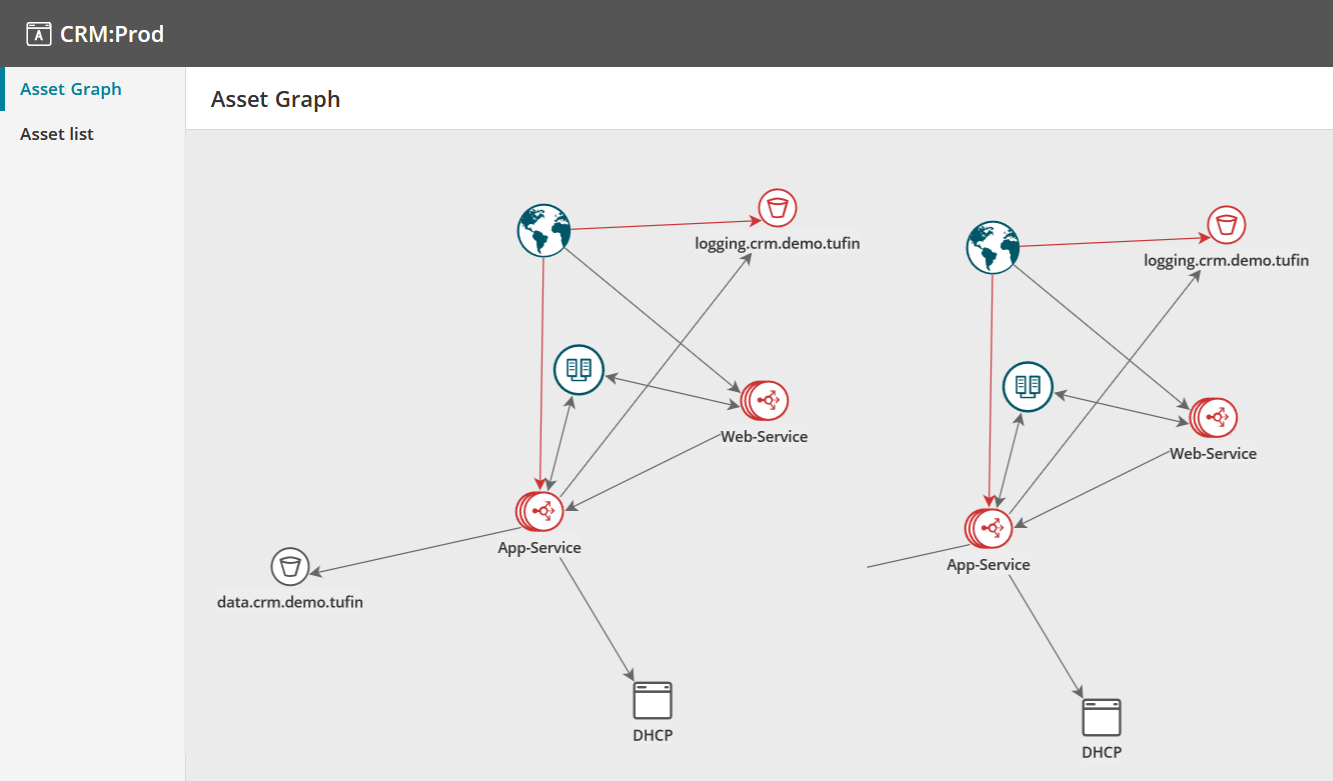 CRM:Prod
Asset Graph
Asset list
Asset Graph
logging.crm.demo.tufin
logging.crm.demo.tufin
Web-Service
Web-Service
App-Service
App-Service
data.crm.demo.tufin
DHCP
DHCP